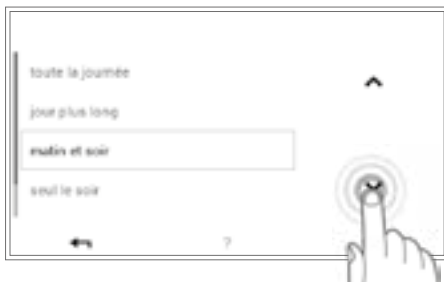 toute la journée
jour plus long
matin et soir
seul le soir
?